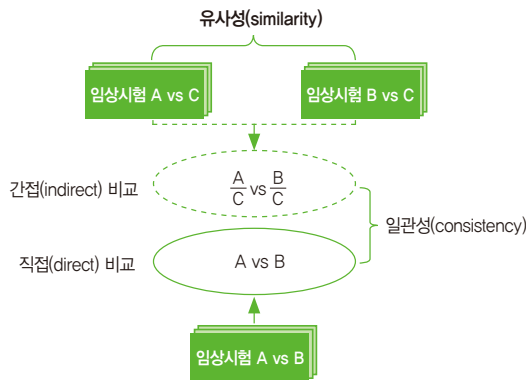 유사성(similarity)
임상시험 A vs C
임상시험 B vs C
간접(indirect) 비교
A/C vs B/C
일관성(consistency)
직접(direct) 비교
A vs B
임상시험 A vs B